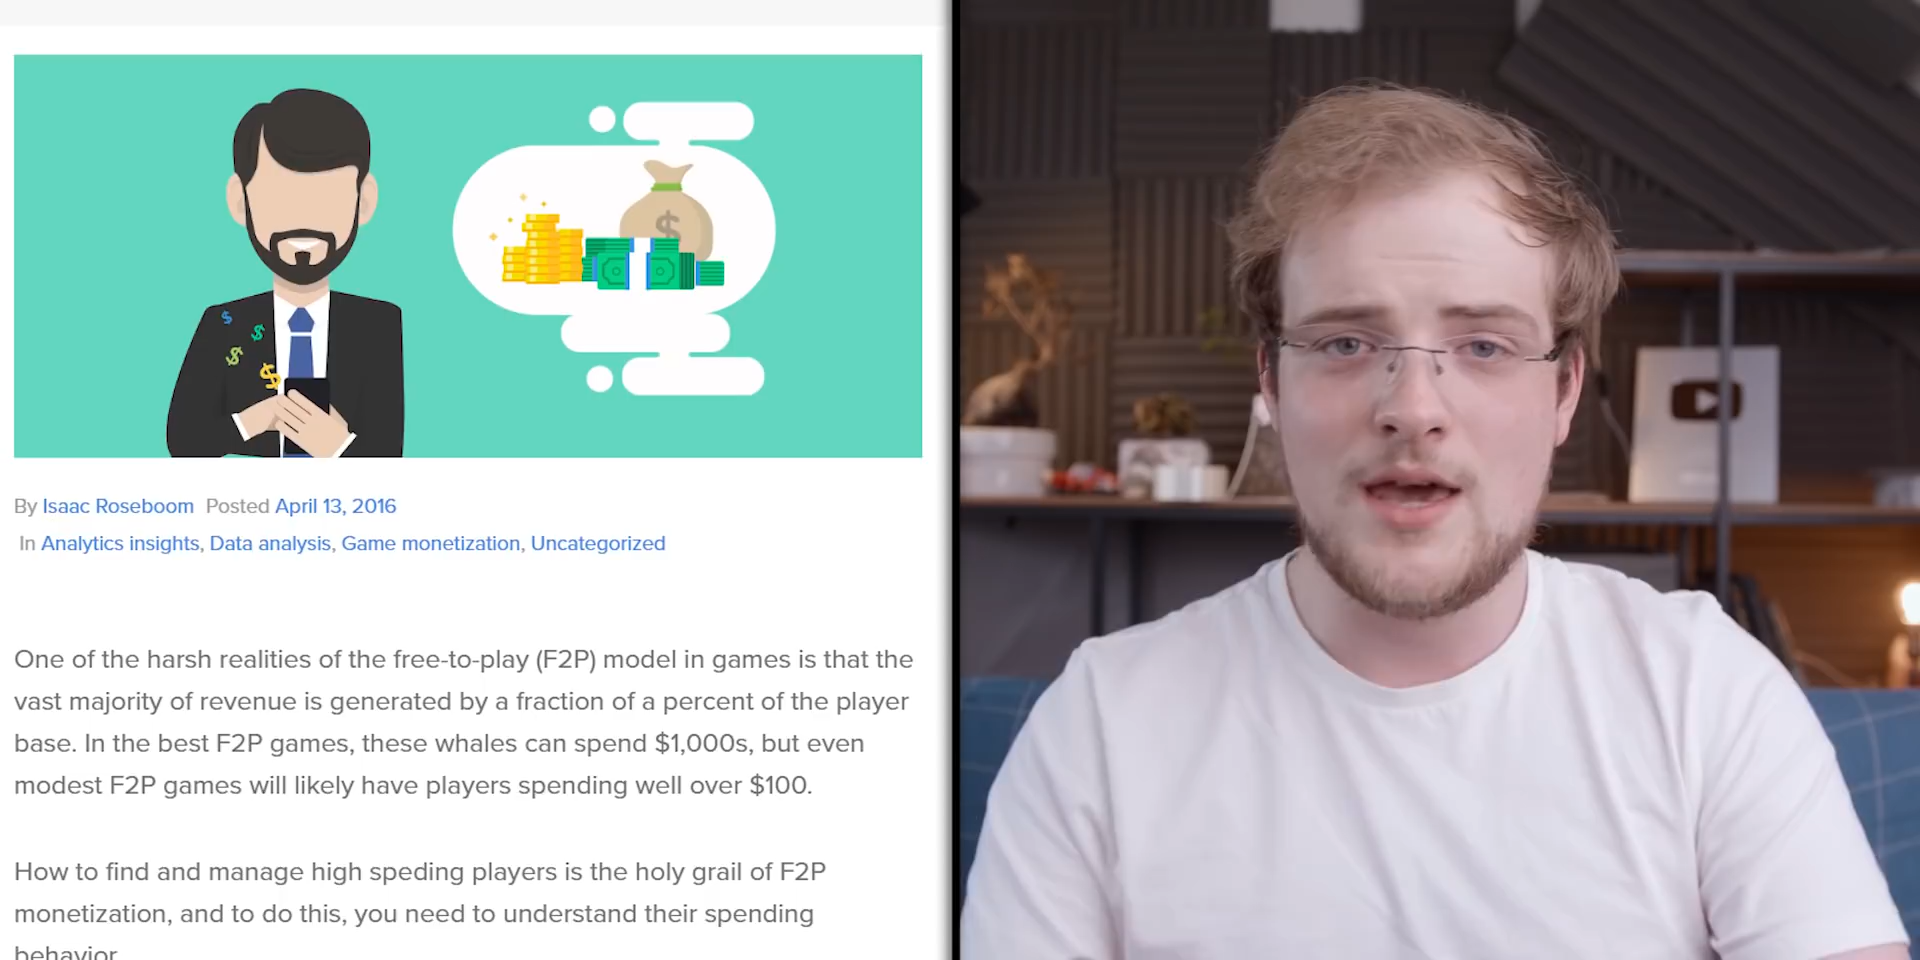 $
$
$
$
$
By Isaac Roseboom Posted April 13, 2016
In Analytics insights, Data analysis, Game monetization, Uncategorized
One of the harsh realities of the free-to-play (F2P) model in games is that the
vast majority of revenue is generated by a fraction of a percent of the player
base. In the best F2P games, these whales can spend $1,000s, but even
modest F2P games will likely have players spending well over $100.
How to find and manage high speding players is the holy grail of F2P
monetization, and to do this, you need to understand their spending
behavior.